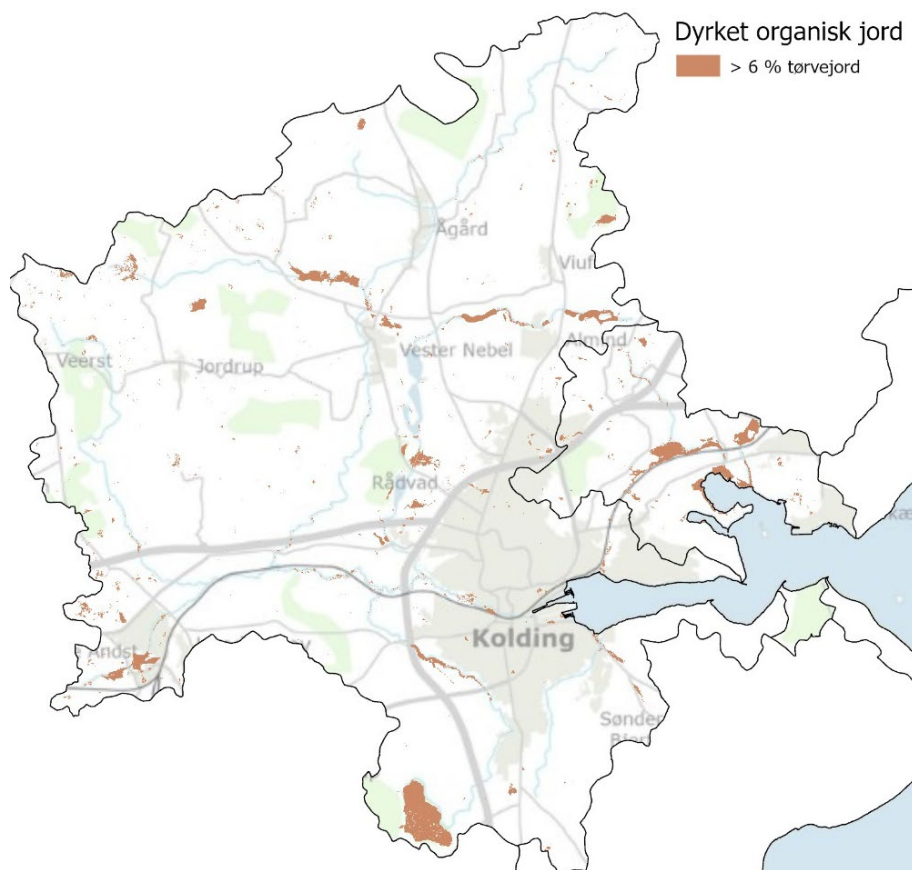 Dyrket organisk jord
> 6 % tørvejord
Ågård
Viuf
Almind
Vester Nebel
Veerst
Jordrup
Rådvad
Kolding
Andst
Sønder